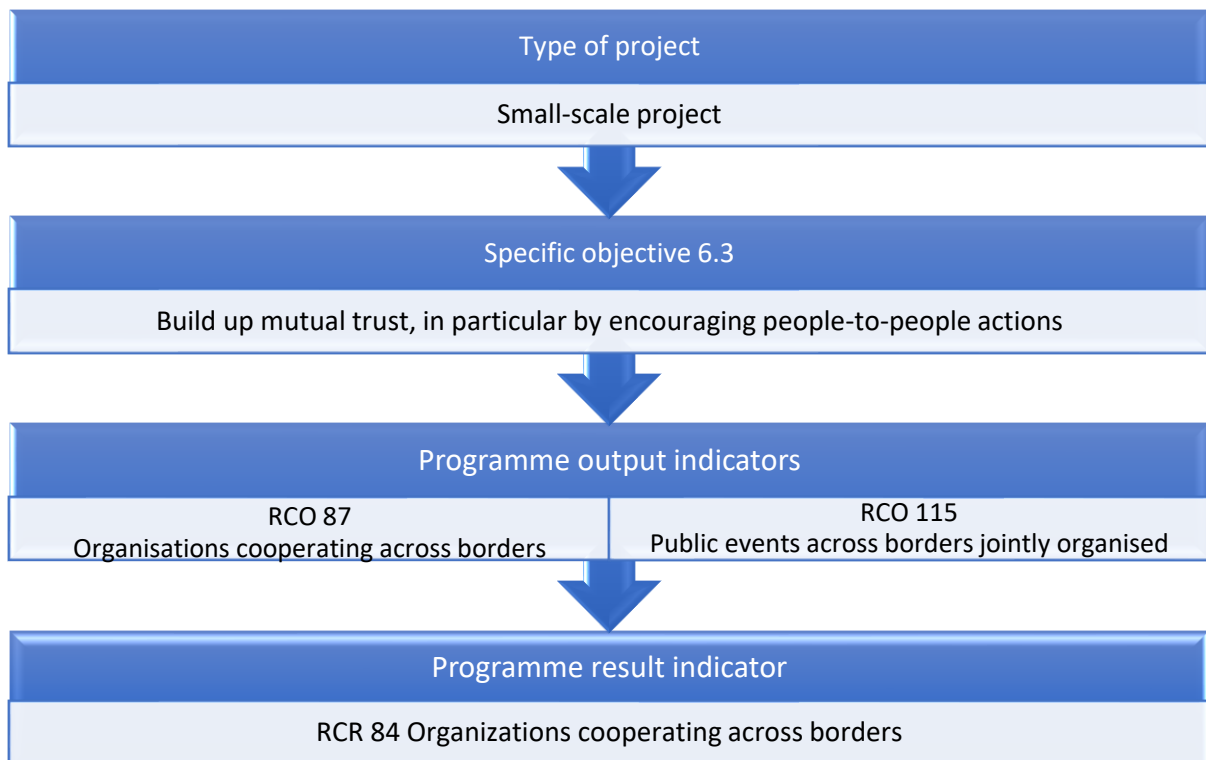 Type of project
Small-scale project
Specific objective 6.3
Build up mutual trust, in particular by encouraging people-to-people actions
Programme output indicators
RCO 87
Organisations cooperating across borders
RCO 115
Public events across borders jointly organised
Programme result indicator
RCR 84 Organizations cooperating across borders